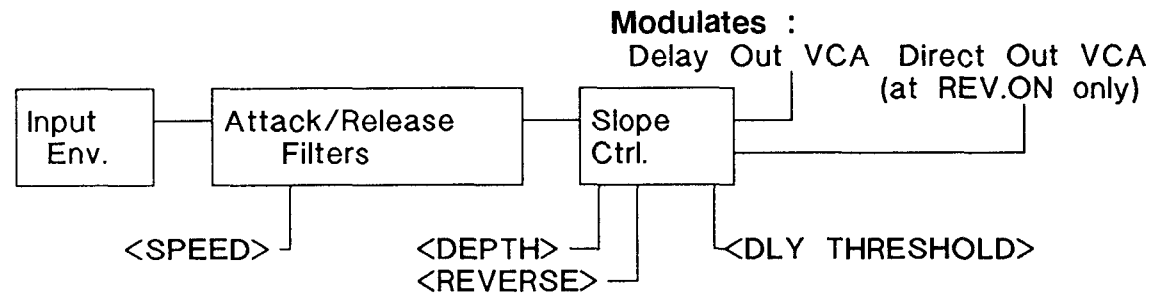 Modulates :
Delay Out VCA Direct Out VCA
(at REV.ON only)
Input
Env.
Attack/Release
Filters
Slope
Ctrl.
<SPEED>
<DEPTH>
<REVERSE>
<DLY THRESHOLD>